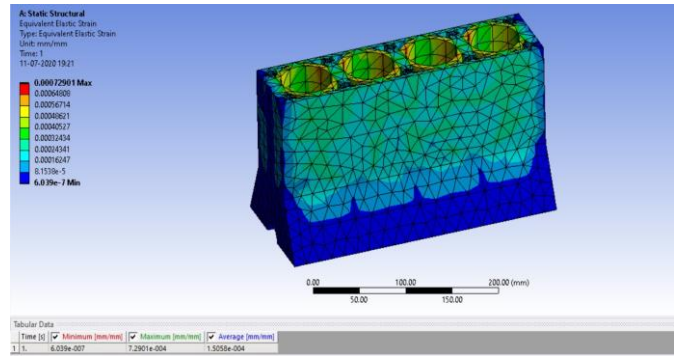 A: Static Structural
Equivalent Elastic Strain
Type: Equivalent Elastic Strain
Unit: mm/mm
Time: 1
11-07-2020 19:21
0.00072901 Max
0.00064808
0.00056714
0.00048621
0.00040527
0.00032434
0.00024341
0.00016247
8.1538e-5
6.039e-7 Min
0.00 100.00 200.00 (mm)
50.00 150.00
Tabular Data
Time [s] Minimum [mm/mm] Maximum [mm/mm] Average [mm/mm]
1 1. 6.039e-007 7.2901e-004 1.5058e-004